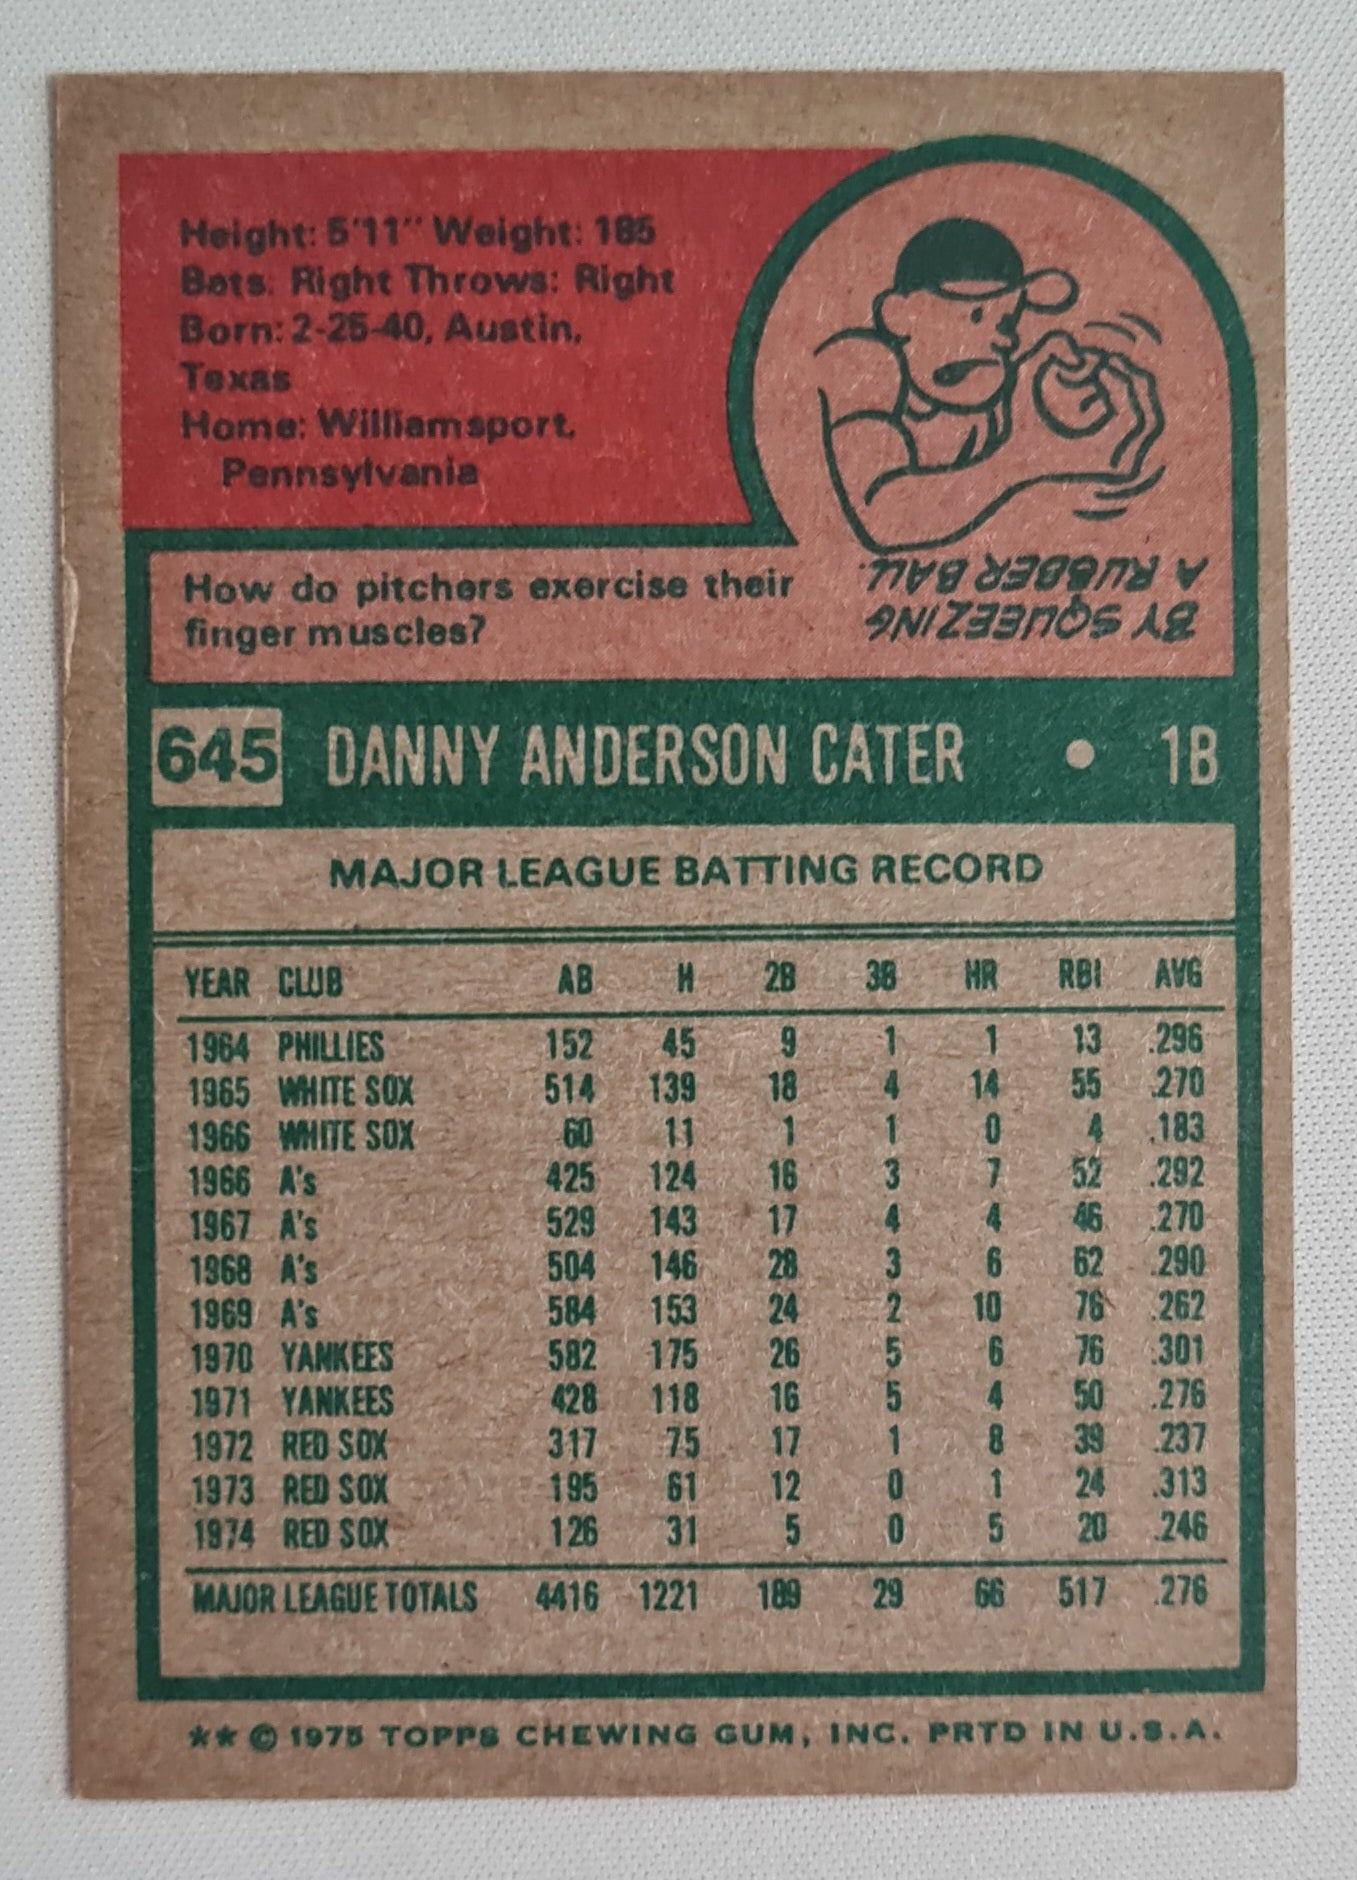 Height: 5'11" Weight: 185
Bats: Right Throws: Right
Born: 2-25-40, Austin,
Texas
Home: Williamsport,
Pennsylvania
How do pitchers exercise their
finger muscles?
BY SQUEEZING
A RUBBER BALL.
645 DANNY ANDERSON CATER • 1B
MAJOR LEAGUE BATTING RECORD
YEAR CLUB AB H 2B 3B HR RBI AVG
1964 PHILLIES 152 45 9 1 1 13 .296
1965 WHITE SOX 514 139 18 4 14 55 .270
1966 WHITE SOX 60 11 1 1 0 4 .183
1966 A's 425 124 16 3 7 52 .292
1967 A's 529 143 17 4 4 46 .270
1968 A's 504 146 28 3 6 62 .290
1969 A's 584 153 24 2 10 76 .262
1970 YANKEES 582 175 26 5 6 76 .301
1971 YANKEES 428 118 16 5 4 50 .276
1972 RED SOX 317 75 17 1 8 39 .237
1973 RED SOX 195 61 12 0 1 24 .313
1974 RED SOX 126 31 5 0 5 20 .246
MAJOR LEAGUE TOTALS 4416 1221 189 29 66 517 .276
** © 1975 TOPPS CHEWING GUM, INC. PRTD IN U.S.A.